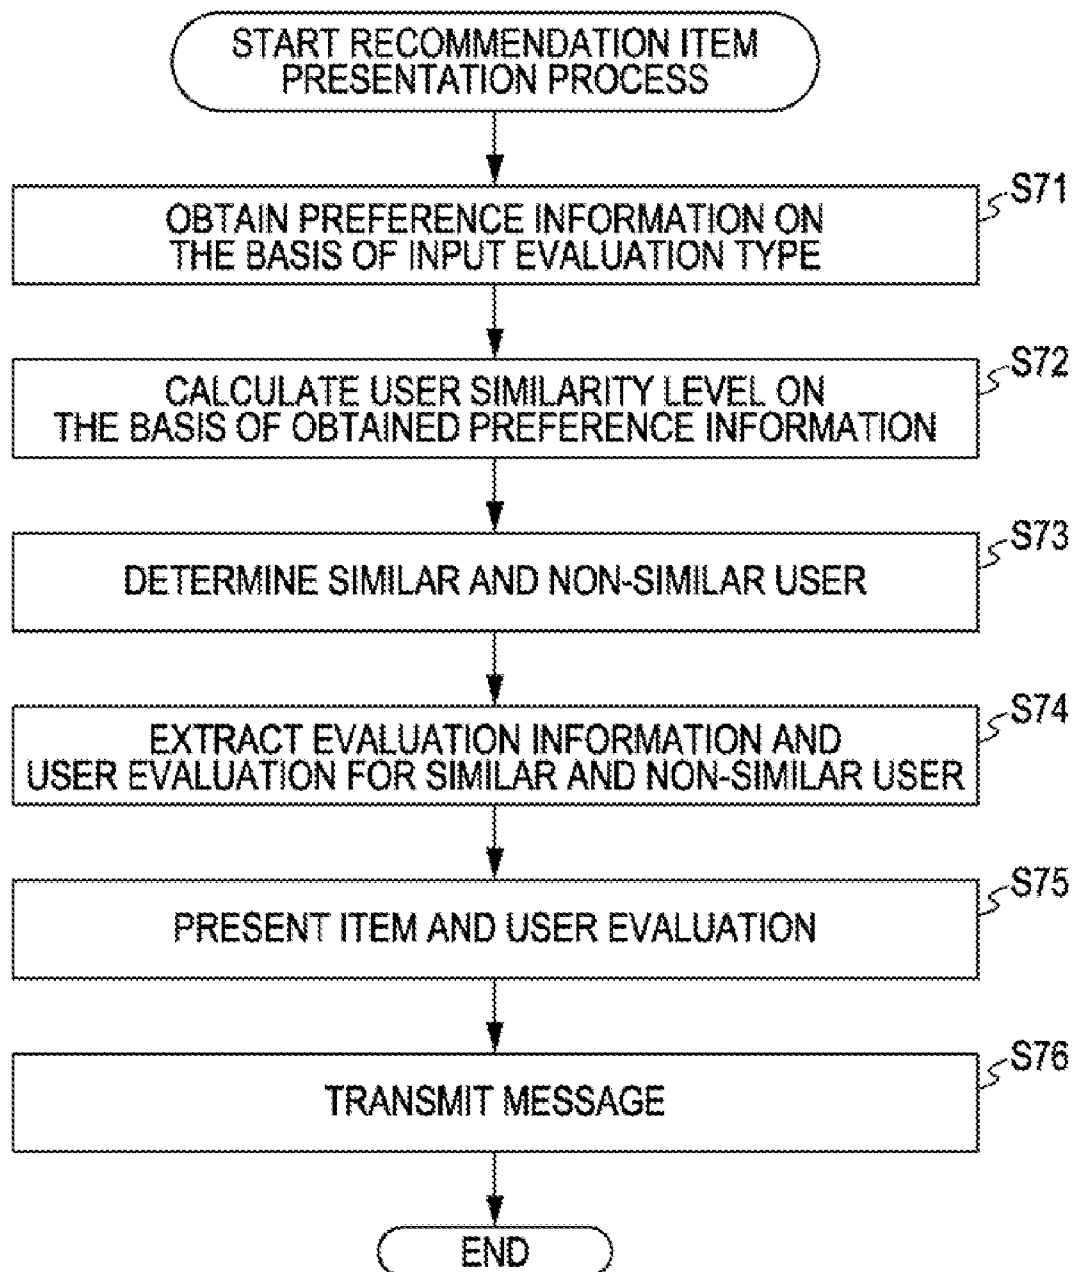 START RECOMMENDATION ITEM
PRESENTATION PROCESS
S71
OBTAIN PREFERENCE INFORMATION ON
THE BASIS OF INPUT EVALUATION TYPE
S72
CALCULATE USER SIMILARITY LEVEL ON
THE BASIS OF OBTAINED PREFERENCE INFORMATION
S73
DETERMINE SIMILAR AND NON-SIMILAR USER
S74
EXTRACT EVALUATION INFORMATION AND
USER EVALUATION FOR SIMILAR AND NON-SIMILAR USER
S75
PRESENT ITEM AND USER EVALUATION
S76
TRANSMIT MESSAGE
END